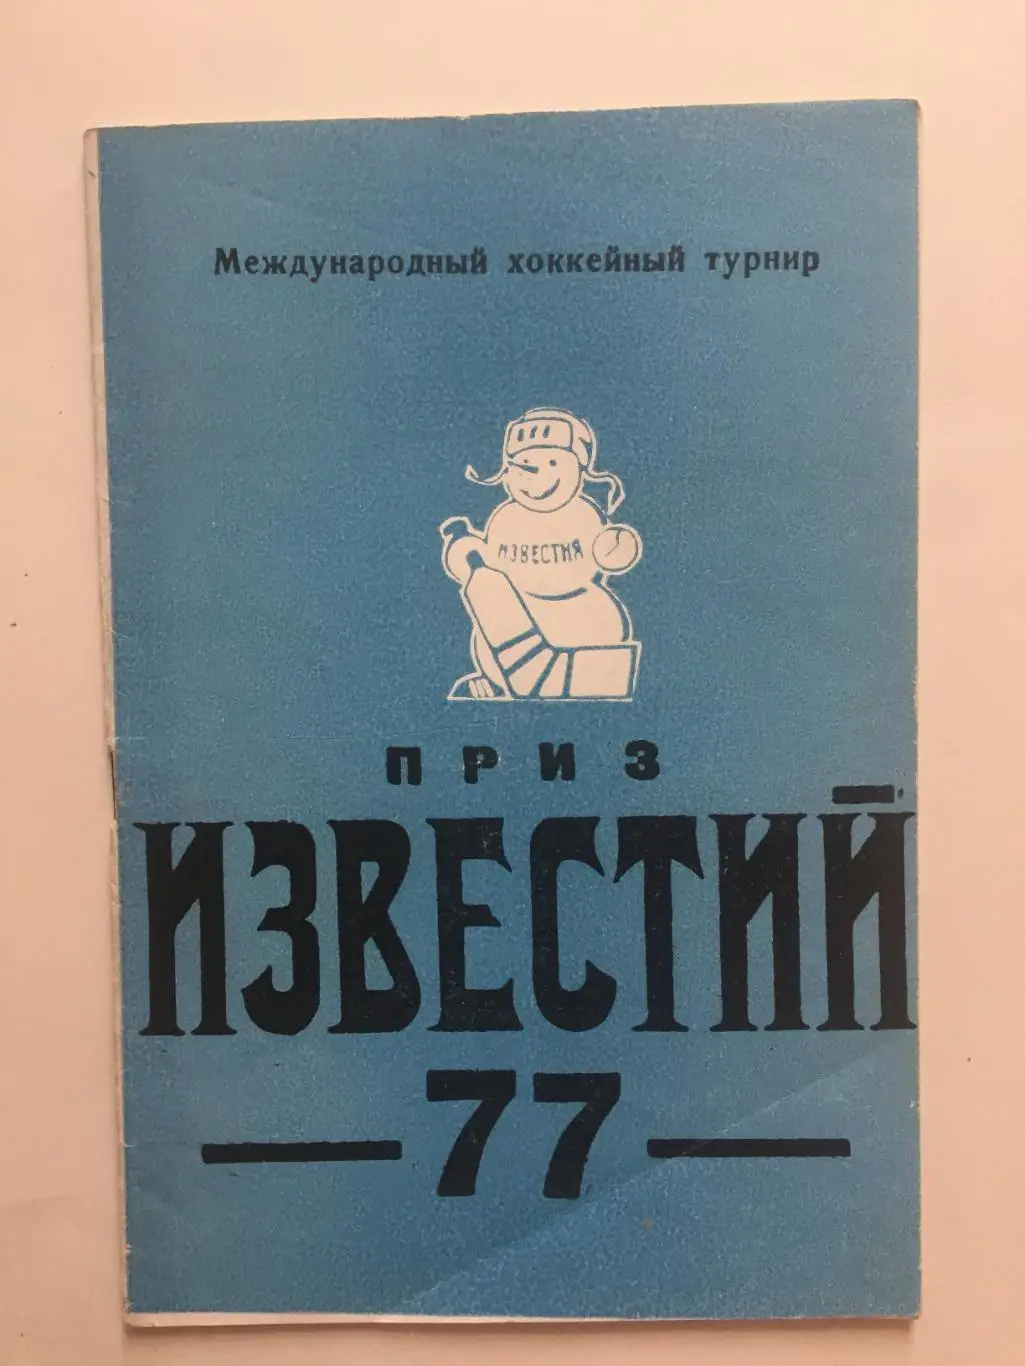 Международный хоккейный турнир
ИЗВЕСТИЯ
ПРИЗ
ИЗВЕСТИЙ
— 77 —